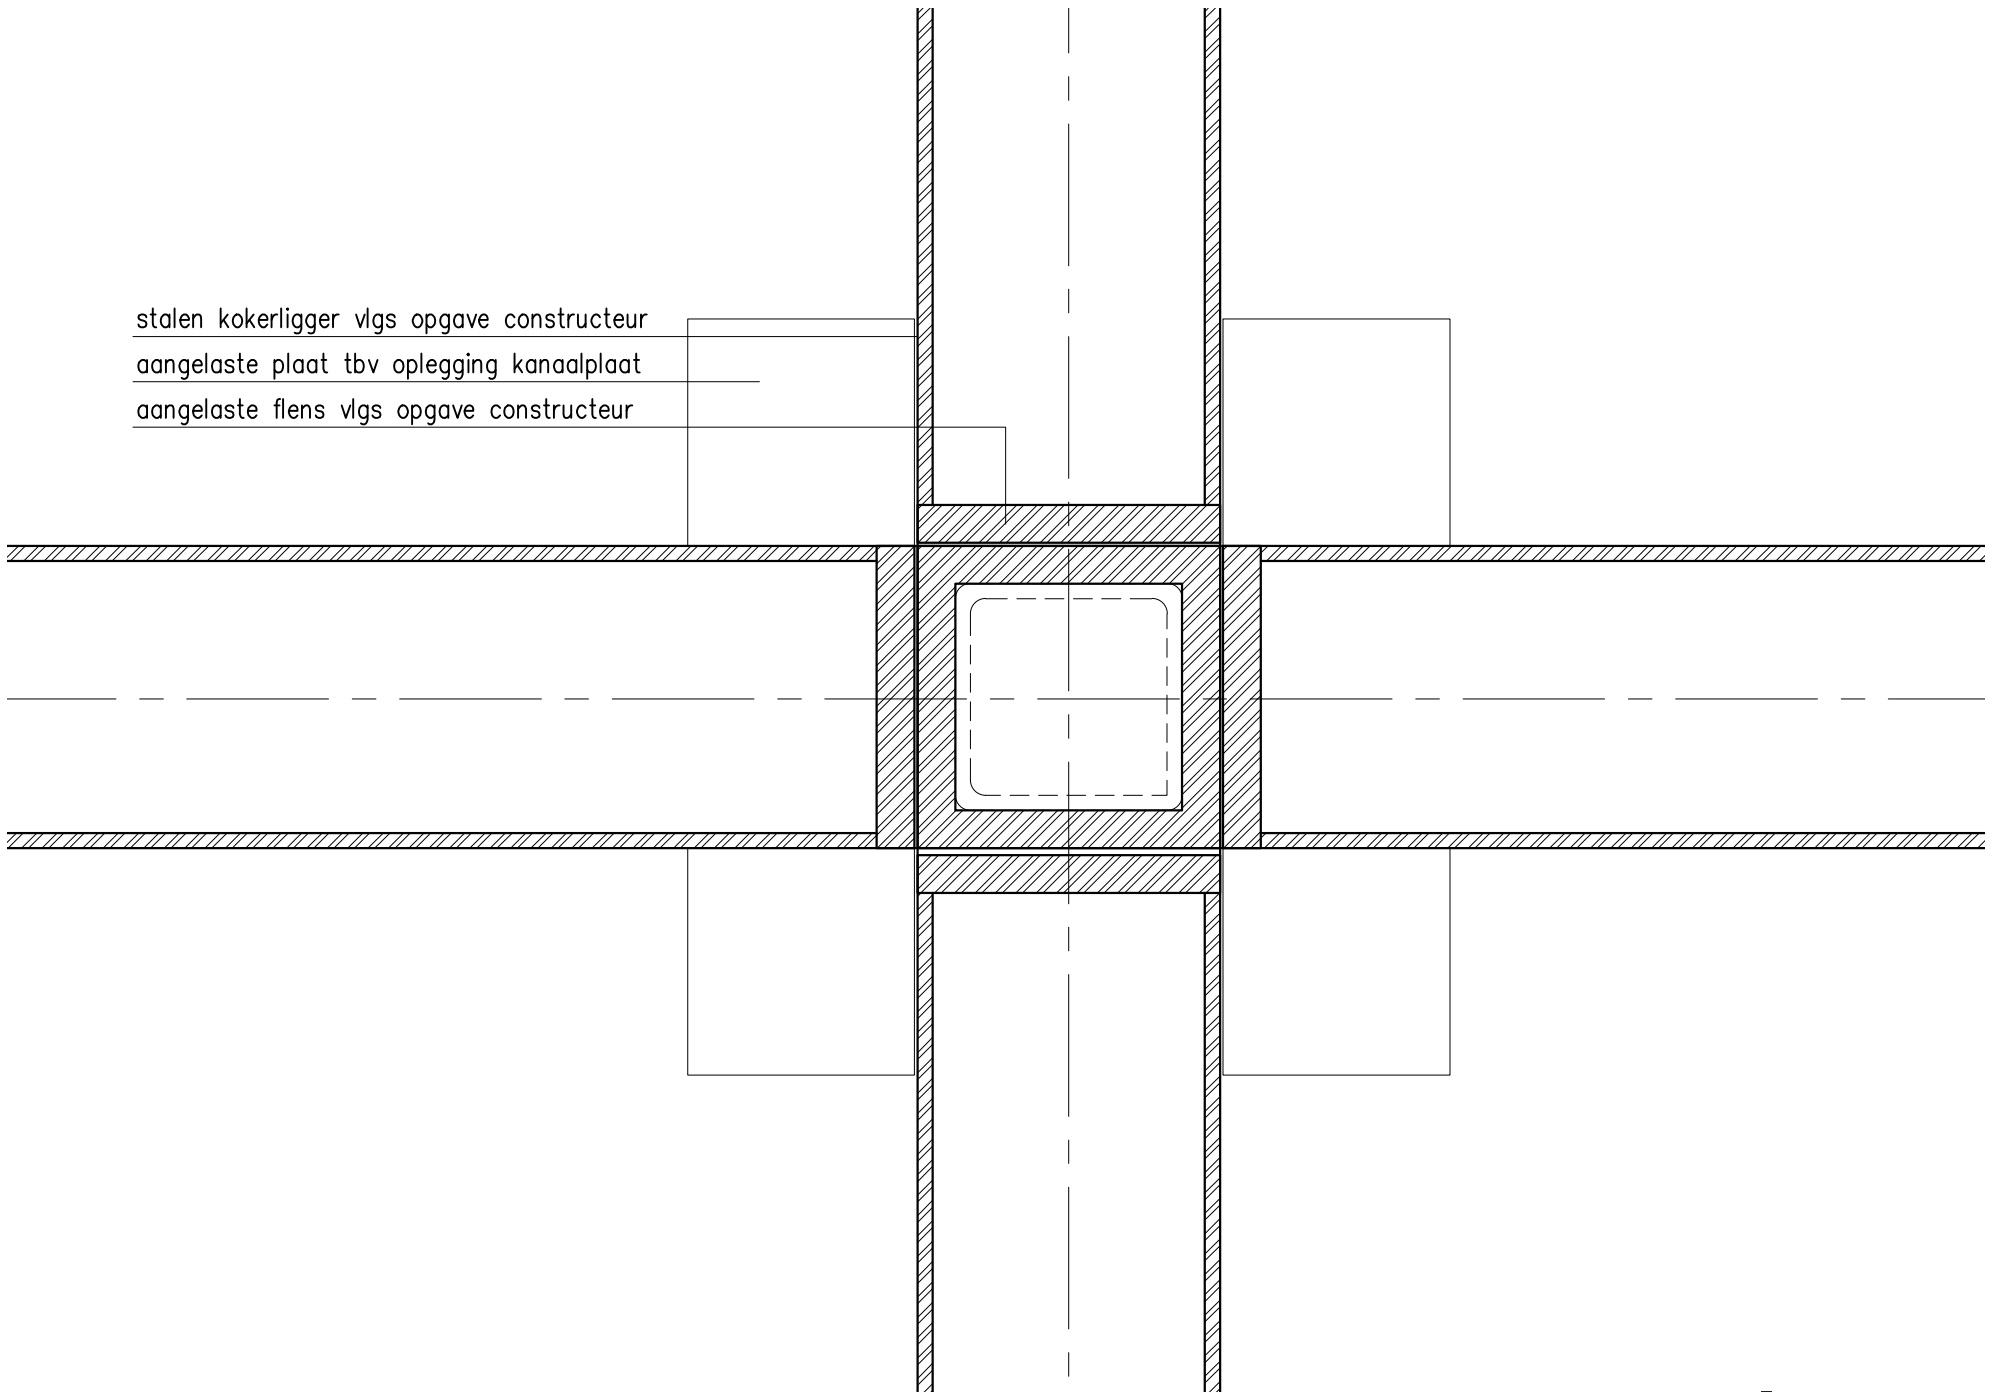 stalen kokerligger vlgs opgave constructeur
aangelaste plaat tbv oplegging kanaalplaat
aangelaste flens vlgs opgave constructeur